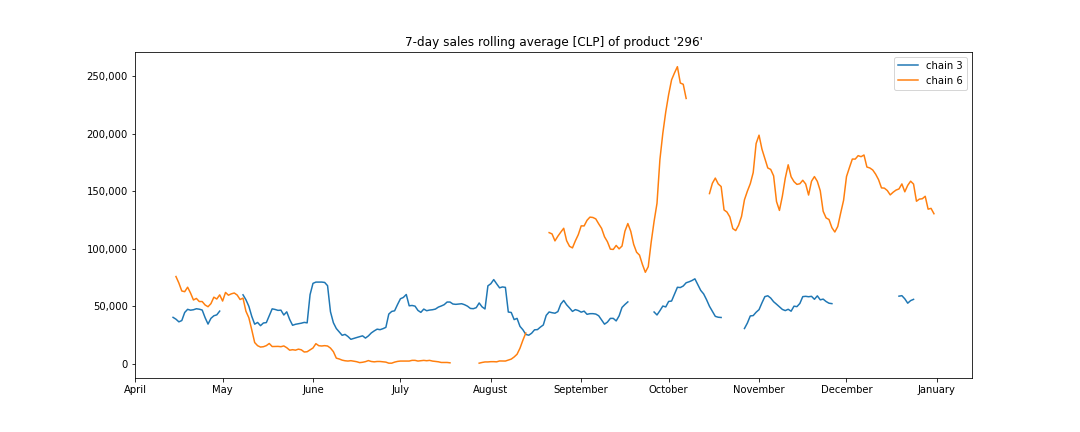 7-day sales rolling average [CLP] of product '296'
chain 3
chain 6
250,000
200,000
150,000
100,000
50,000
0
April May June July August September October November December January